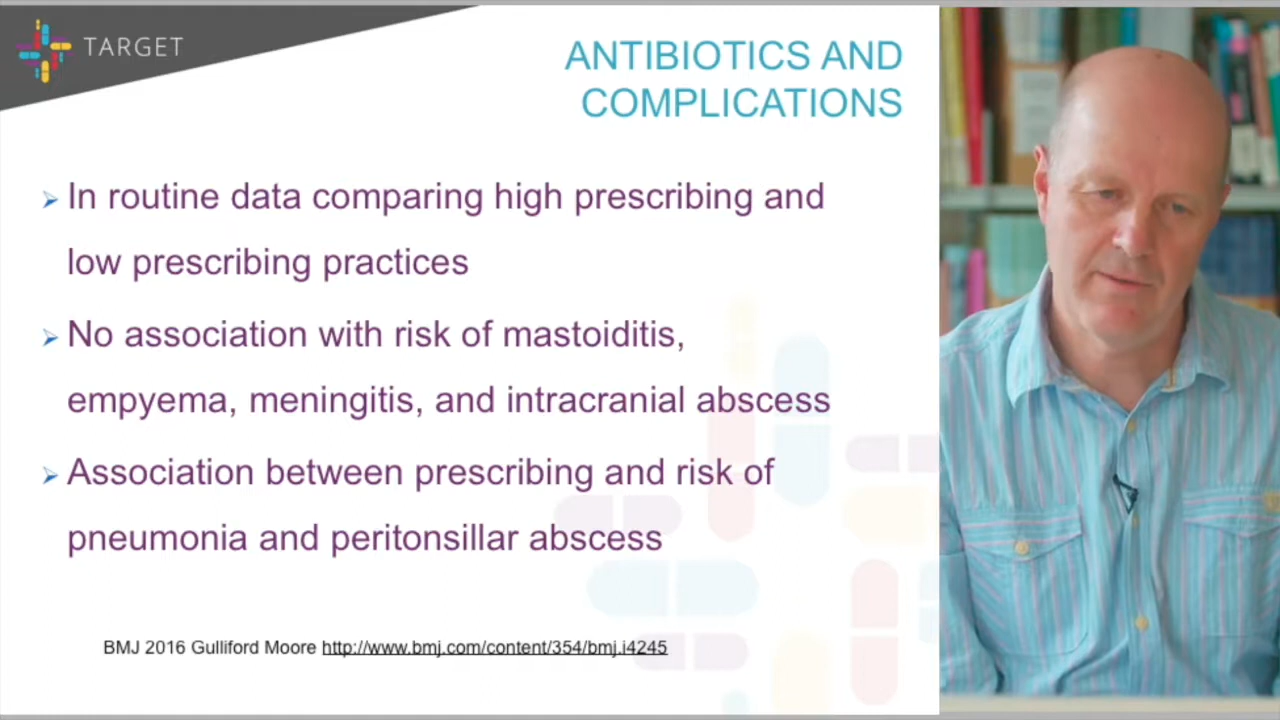 TARGET
ANTIBIOTICS AND
COMPLICATIONS
➢ In routine data comparing high prescribing and
low prescribing practices
➢ No association with risk of mastoiditis,
empyema, meningitis, and intracranial abscess
➢ Association between prescribing and risk of
pneumonia and peritonsillar abscess
BMJ 2016 Gulliford Moore http://www.bmj.com/content/354/bmj.i4245